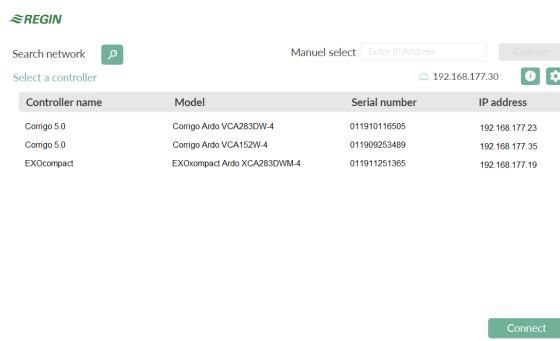 REGIN
Search network
Manuel select Enter IP Address Connect
Select a controller
192.168.177.30
Controller name Model Serial number IP address
Corrigo 5.0 Corrigo Ardo VCA283DW-4 011910116505 192.168.177.23
Corrigo 5.0 Corrigo Ardo VCA152W-4 011909253489 192.168.177.35
EXOcompact EXOxompact Ardo XCA283DWM-4 011911251365 192.168.177.19
Connect